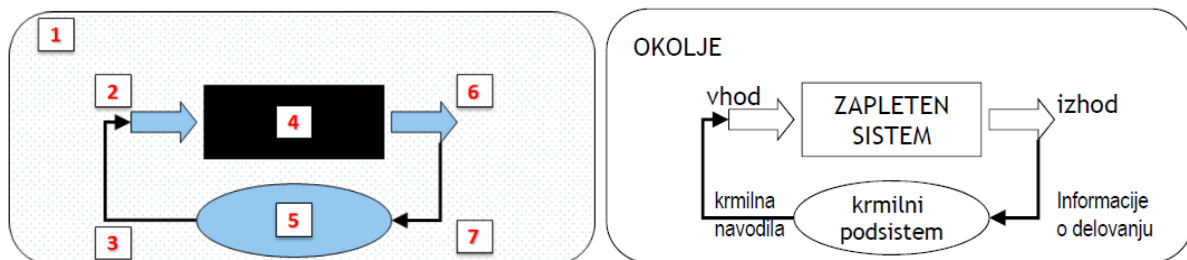 1
2
6
4
5
3
7
OKOLJE
vhod
ZAPLETEN
SISTEM
izhod
krmilna
navodila
krmilni
podsistem
Informacije
o delovanju